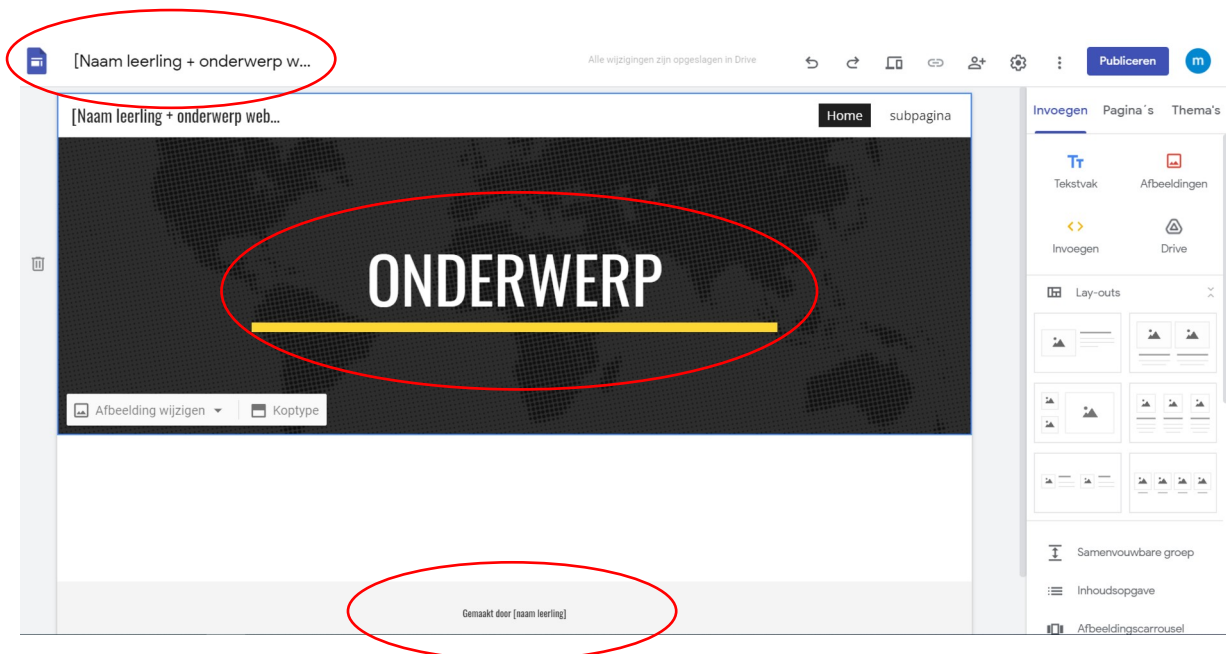 [Naam leerling + onderwerp w...
Alle wijzigingen zijn opgeslagen in Drive
Publiceren
m
[Naam leerling + onderwerp web...
Home subpagina
Invoegen Pagina´s Thema's
Tᴛ
Tekstvak Afbeeldingen
Invoegen Drive
ONDERWERP
Lay-outs
Afbeelding wijzigen Koptype
Samenvouwbare groep
Gemaakt door [naam leerling]
Inhoudsopgave
Afbeeldingscarrousel